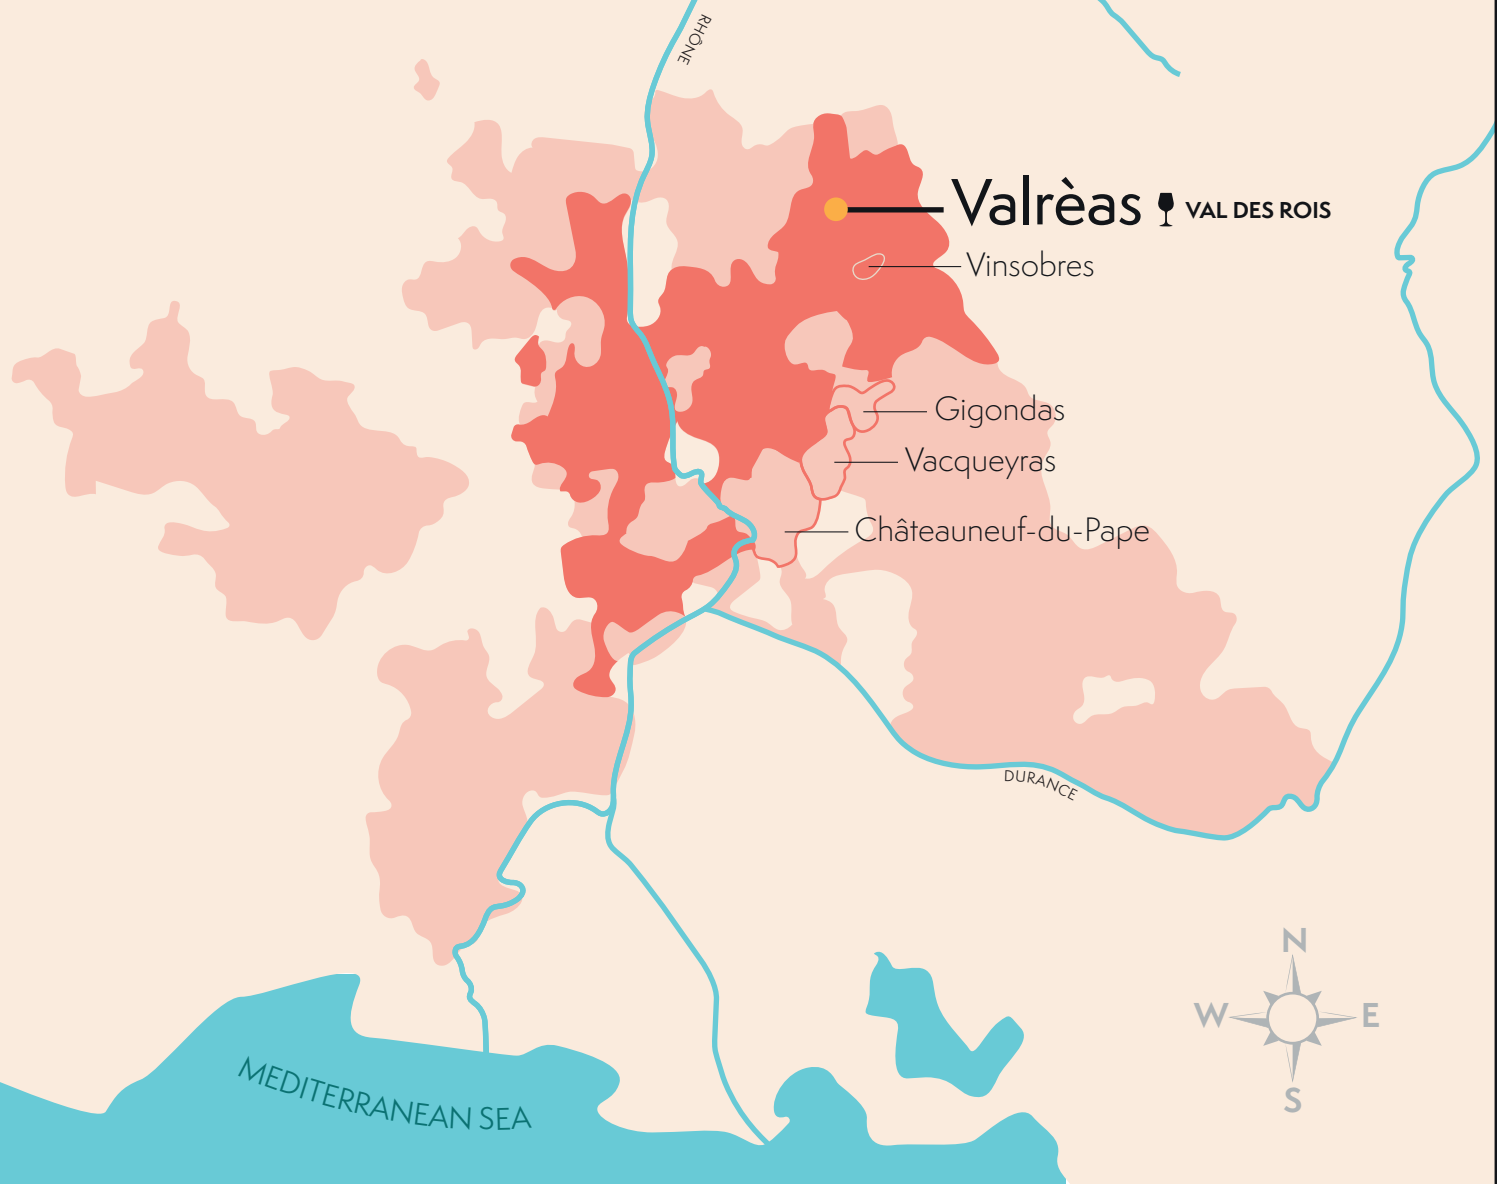 RHÔNE
Valrèas VAL DES ROIS
Vinsobres
Gigondas
Vacqueyras
Châteauneuf-du-Pape
DURANCE
N
W E
S
MEDITERRANEAN SEA